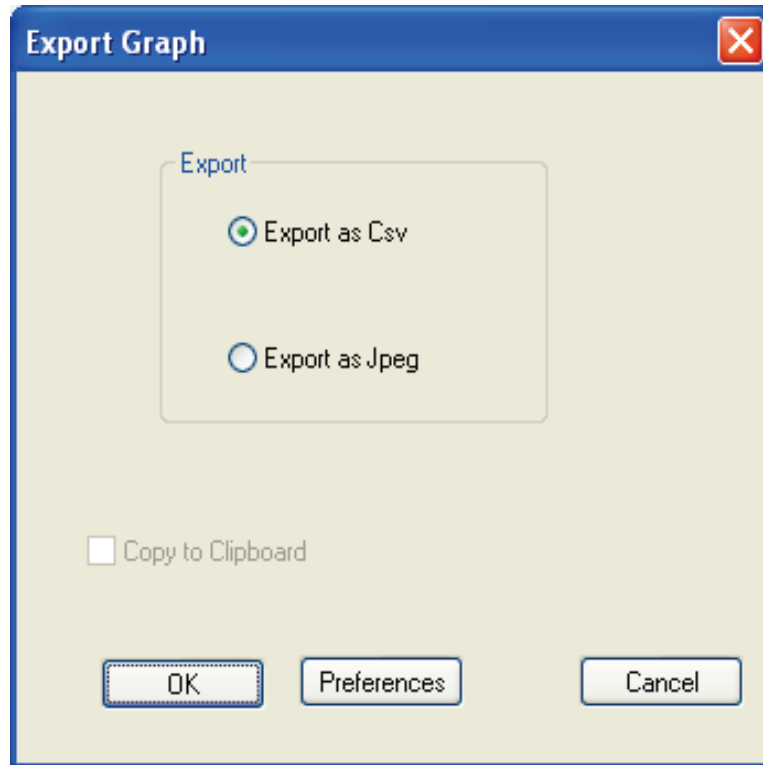 Export Graph
Export
Export as Csv
Export as Jpeg
Copy to Clipboard
OK Preferences Cancel